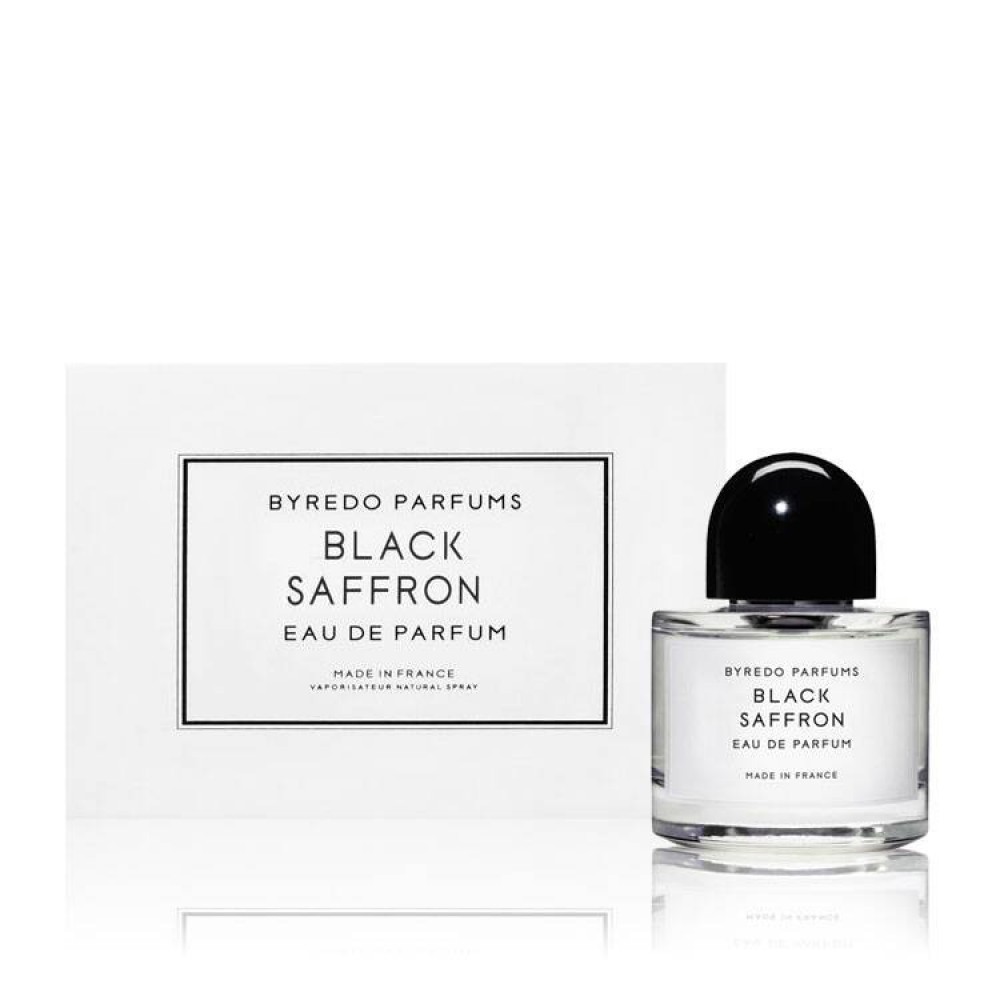 BYREDO PARFUMS
BLACK
SAFFRON
EAU DE PARFUM
MADE IN FRANCE
VAPORISATEUR NATURAL SPRAY
BYREDO PARFUMS
BLACK
SAFFRON
EAU DE PARFUM
MADE IN FRANCE